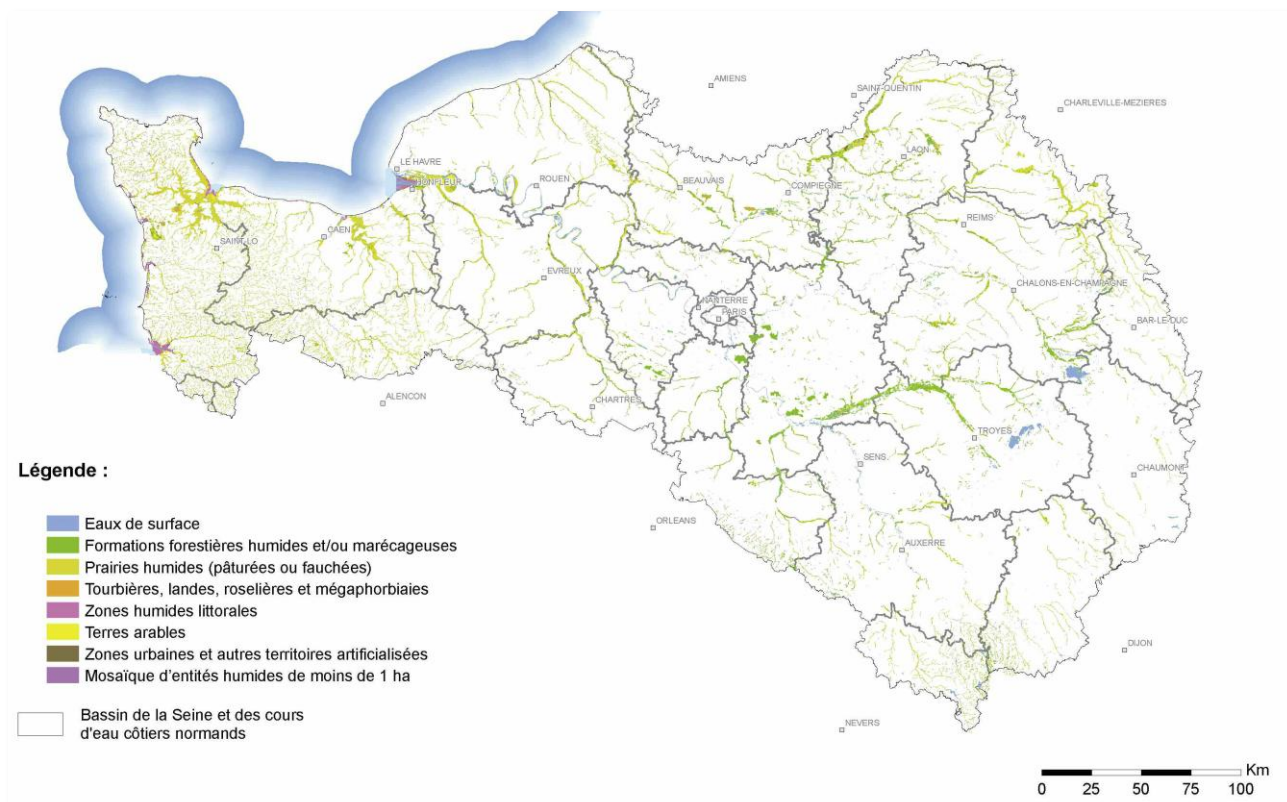 AMIENS
SAINT-QUENTIN
CHARLEVILLE-MEZIERES
LAON
LE HAVRE
HONFLEUR
ROUEN
BEAUVAIS
COMPIEGNE
REIMS
CAEN
SAINT-LO
EVREUX
CHALONS-EN-CHAMPAGNE
NANTERRE
PARIS
BAR-LE-DUC
ALENCON
CHARTRES
TROYES
SENS
CHAUMONT
ORLEANS
AUXERRE
DIJON
NEVERS
Légende :
Eaux de surface
Formations forestières humides et/ou marécageuses
Prairies humides (pâturées ou fauchées)
Tourbières, landes, roselières et mégaphorbiaies
Zones humides littorales
Terres arables
Zones urbaines et autres territoires artificialisées
Mosaïque d'entités humides de moins de 1 ha
Bassin de la Seine et des cours
d'eau côtiers normands
Km
0 25 50 75 100